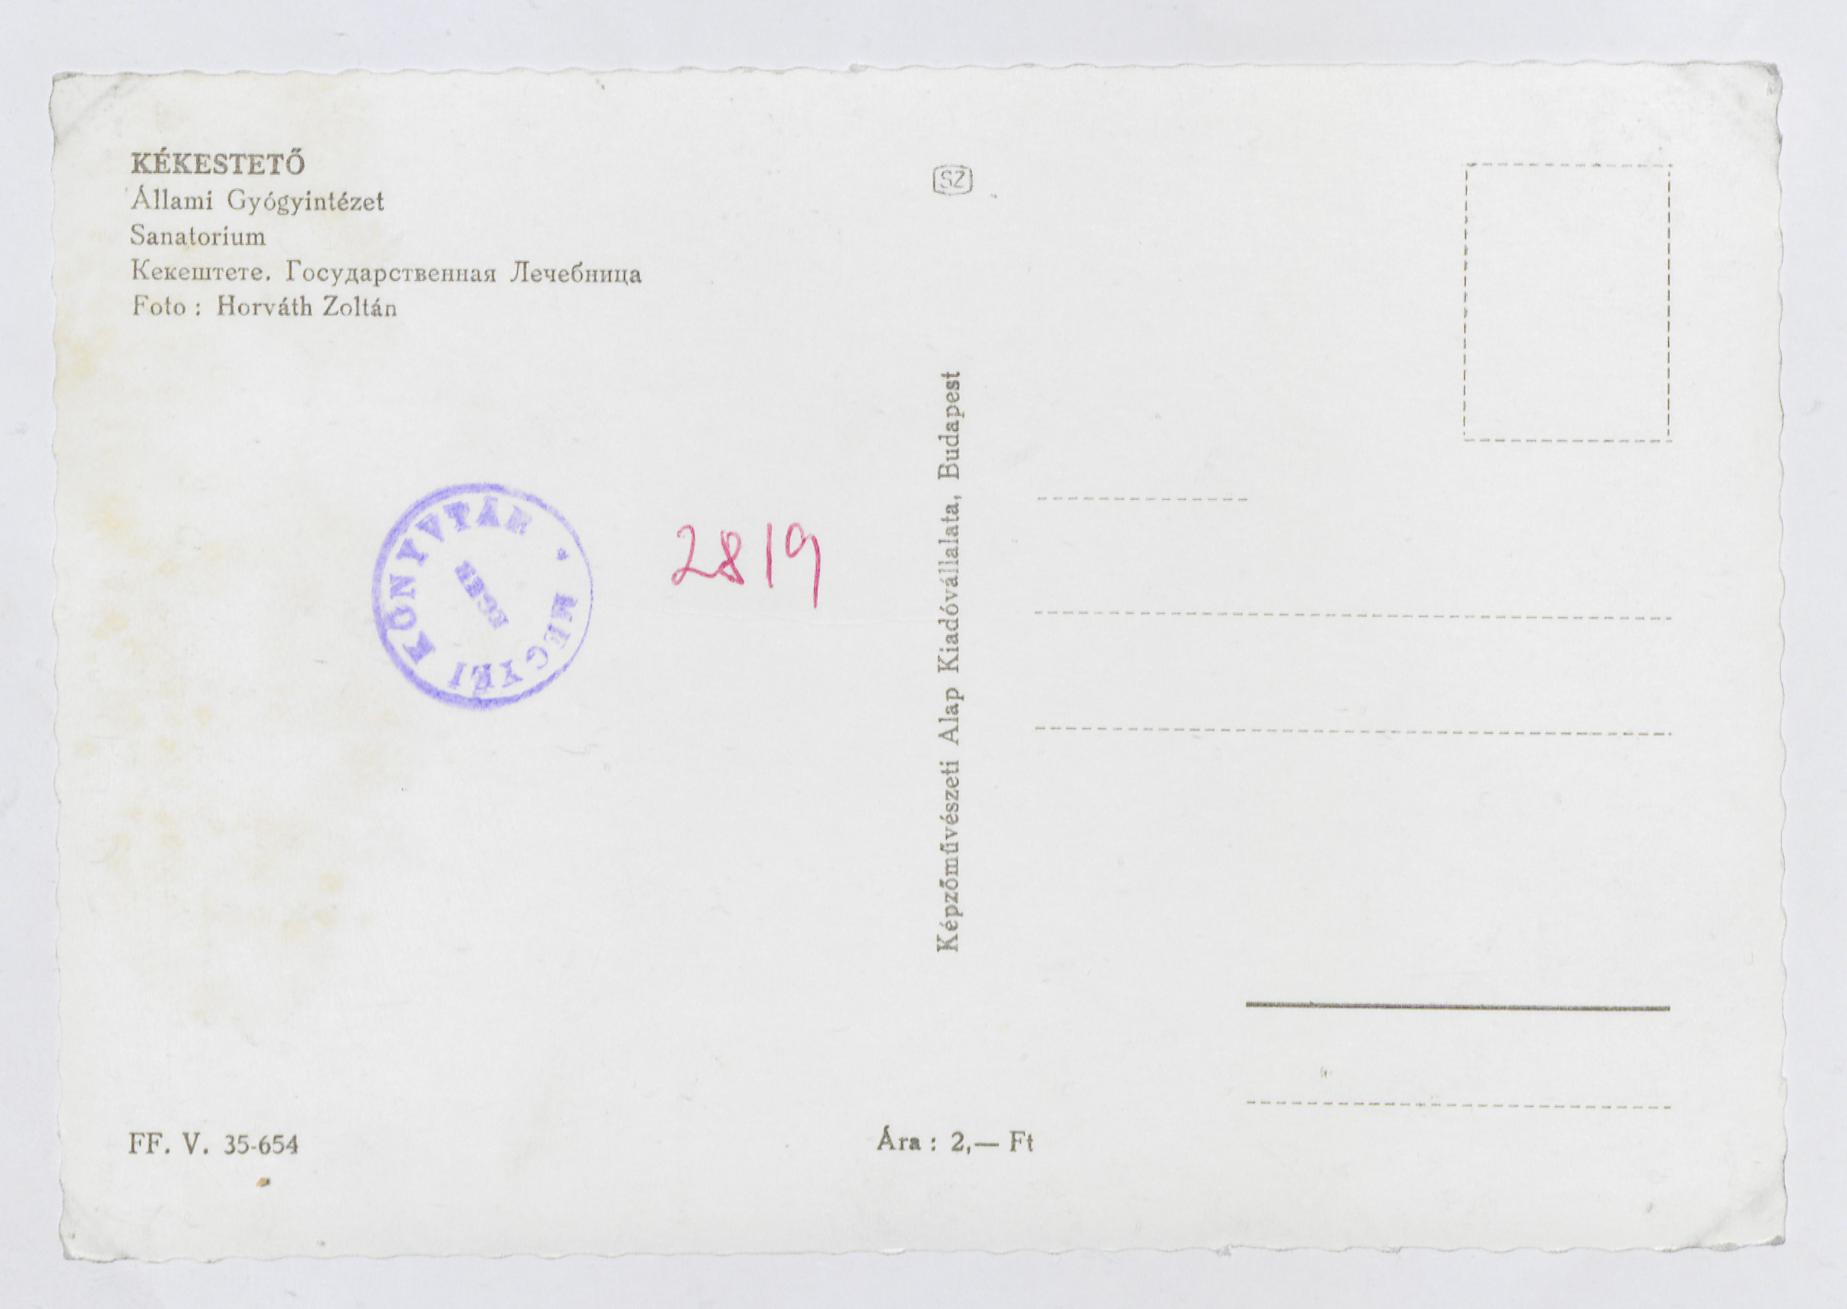 KÉKESTETŐ
Állami Gyógyintézet
Sanatorium
Кекештете. Государственная Лечебница
Foto : Horváth Zoltán
SZ
Képzőművészeti Alap Kiadóvállalata, Budapest
MEGYEI KÖNYVTÁR
EGER
2819
FF. V. 35-654
Ára : 2,— Ft